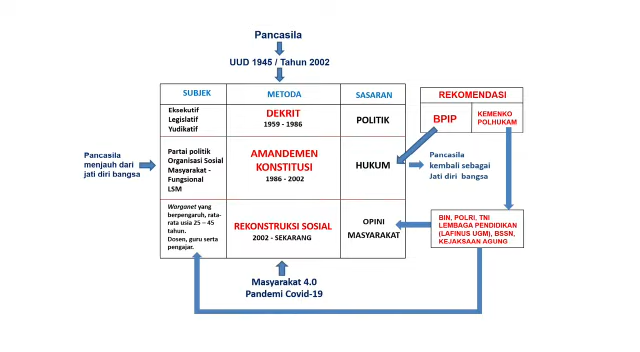 Pancasila
UUD 1945 / Tahun 2002
SUBJEK
METODA
SASARAN
Eksekutif
Legislatif
Yudikatif
DEKRIT
1959 - 1986
POLITIK
Partai politik
Organisasi Sosial
Masyarakat -
Fungsional
LSM
AMANDEMEN
KONSTITUSI
1986 - 2002
HUKUM
Warganet yang
berpengaruh, rata-
rata usia 25 – 45
tahun.
Dosen, guru serta
pengajar.
REKONSTRUKSI SOSIAL
2002 - SEKARANG
OPINI
MASYARAKAT
Pancasila
menjauh dari
jati diri bangsa
REKOMENDASI
BPIP
KEMENKO
POLHUKAM
Pancasila
kembali sebagai
Jati diri bangsa
BIN, POLRI, TNI
LEMBAGA PENDIDIKAN
(LAFINUS UGM), BSSN,
KEJAKSAAN AGUNG
Masyarakat 4.0
Pandemi Covid-19